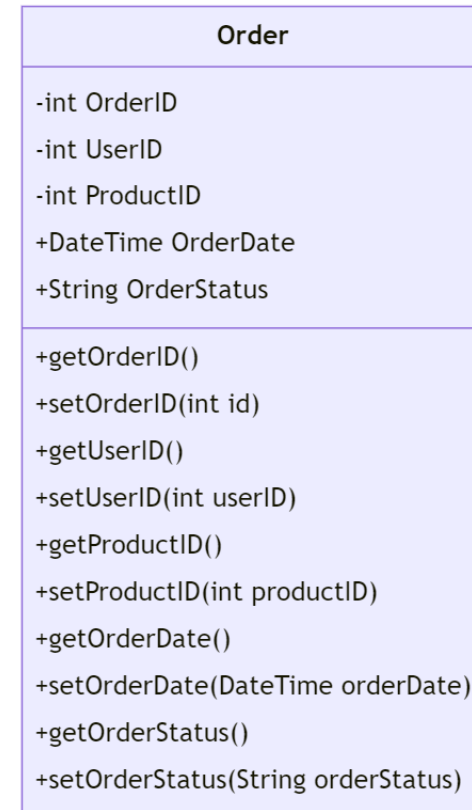 Order
-int OrderID
-int UserID
-int ProductID
+DateTime OrderDate
+String OrderStatus
+getOrderID()
+setOrderID(int id)
+getUserID()
+setUserID(int userID)
+getProductID()
+setProductID(int productID)
+getOrderDate()
+setOrderDate(DateTime orderDate)
+getOrderStatus()
+setOrderStatus(String orderStatus)